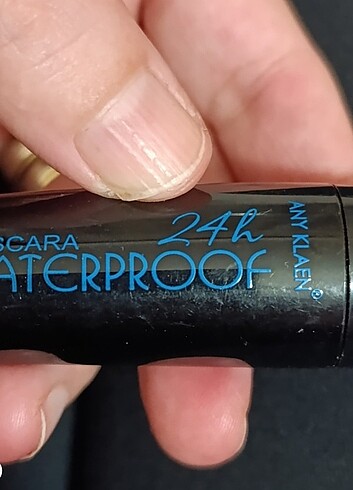 24h
SCARA
ATERPROOF
ANY KLAEN®